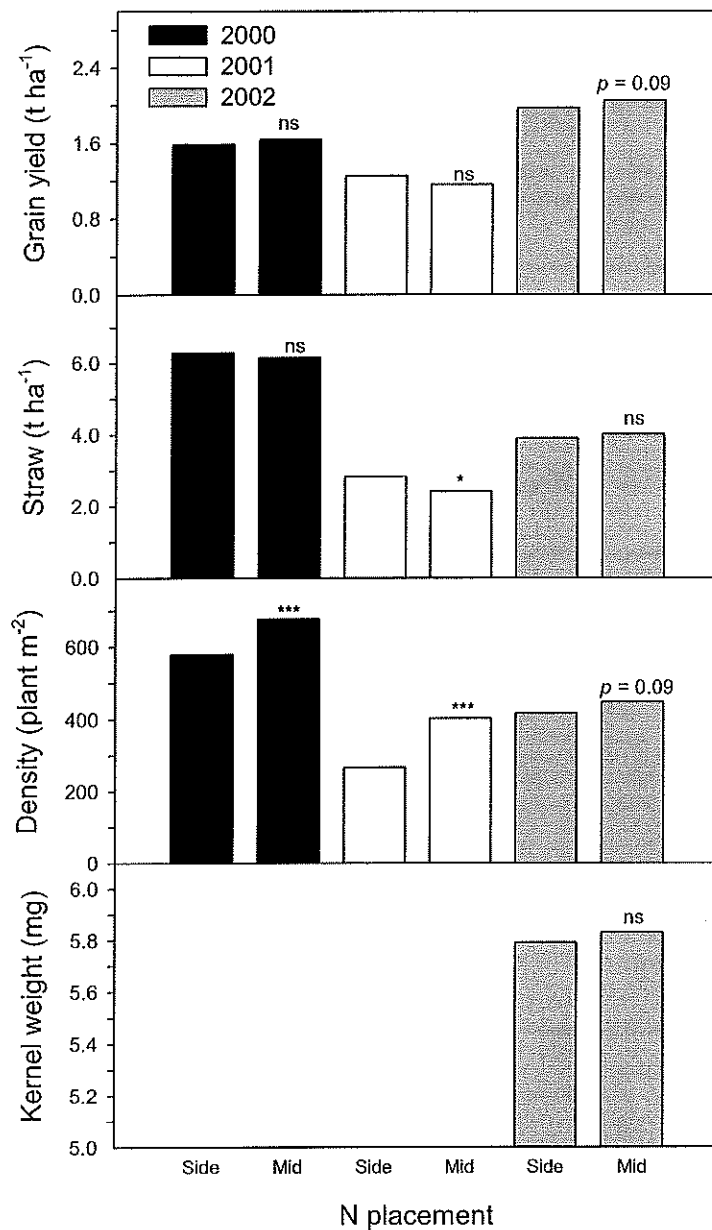 2000
2001
2002
Grain yield (t ha⁻¹)
2.4
1.6
0.8
0.0
ns
ns
p = 0.09
Straw (t ha⁻¹)
6.0
4.0
2.0
0.0
ns
*
ns
Density (plant m⁻²)
600
400
200
0
***
***
p = 0.09
Kernel weight (mg)
6.0
5.8
5.6
5.4
5.2
5.0
ns
Side Mid Side Mid Side Mid
N placement